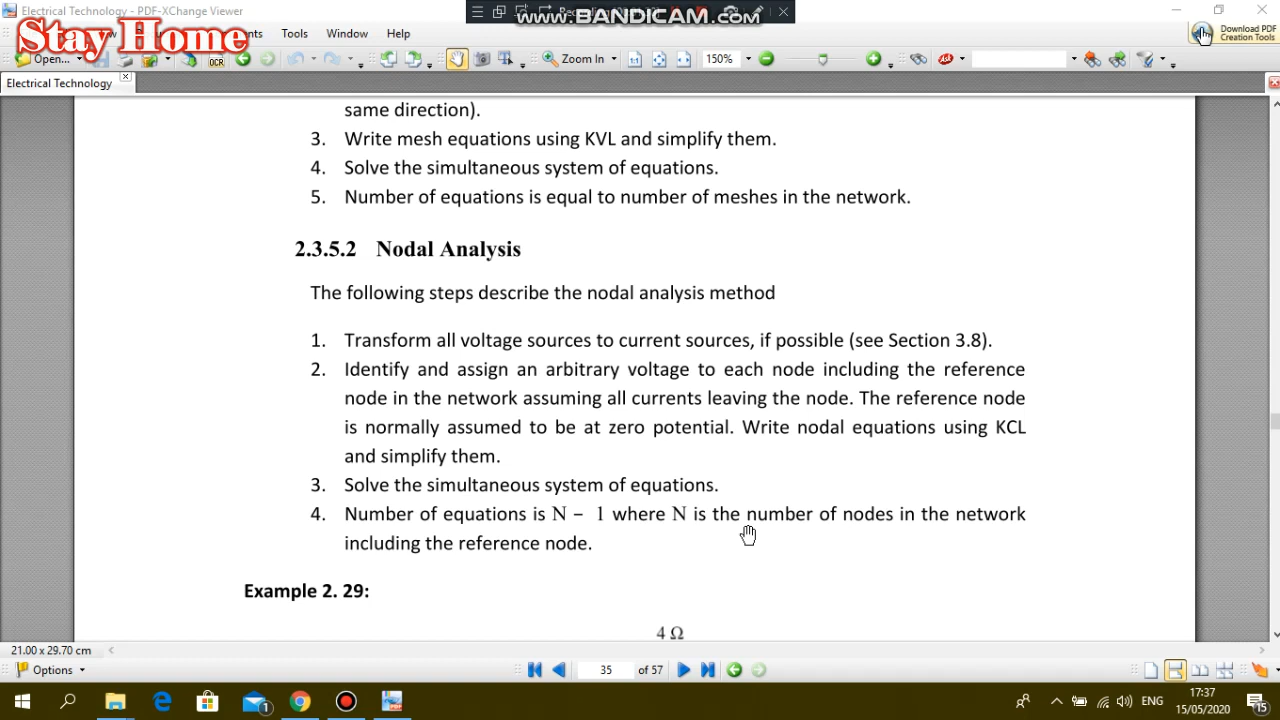 Electrical Technology - PDF-XChange Viewer
www.BANDICAM.com
Stay Home
Tools Window Help
Download PDF
Creation Tools
Open...
OCR
Zoom In
150%
Electrical Technology
same direction).
3. Write mesh equations using KVL and simplify them.
4. Solve the simultaneous system of equations.
5. Number of equations is equal to number of meshes in the network.
2.3.5.2 Nodal Analysis
The following steps describe the nodal analysis method
1. Transform all voltage sources to current sources, if possible (see Section 3.8).
2. Identify and assign an arbitrary voltage to each node including the reference
node in the network assuming all currents leaving the node. The reference node
is normally assumed to be at zero potential. Write nodal equations using KCL
and simplify them.
3. Solve the simultaneous system of equations.
4. Number of equations is N − 1 where N is the number of nodes in the network
including the reference node.
Example 2. 29:
4 Ω
21.00 x 29.70 cm
Options
35 of 57
ENG
17:37
15/05/2020
1
15